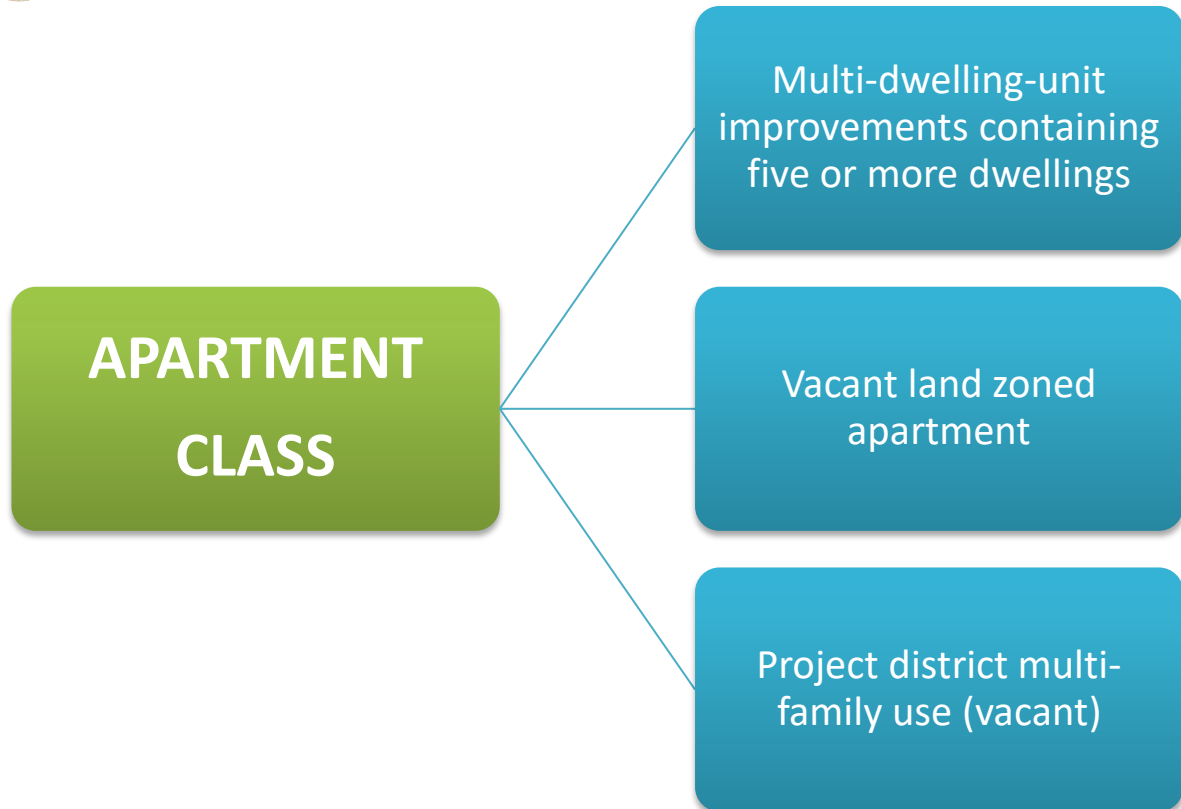 Multi-dwelling-unit
improvements containing
five or more dwellings
APARTMENT
CLASS
Vacant land zoned
apartment
Project district multi-
family use (vacant)